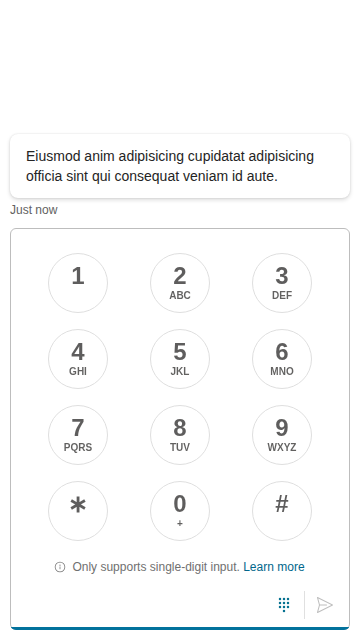 Eiusmod anim adipisicing cupidatat adipisicing
officia sint qui consequat veniam id aute.
Just now
1 2 3
ABC DEF
4 5 6
GHI JKL MNO
7 8 9
PQRS TUV WXYZ
* 0 #
+
Only supports single-digit input. Learn more